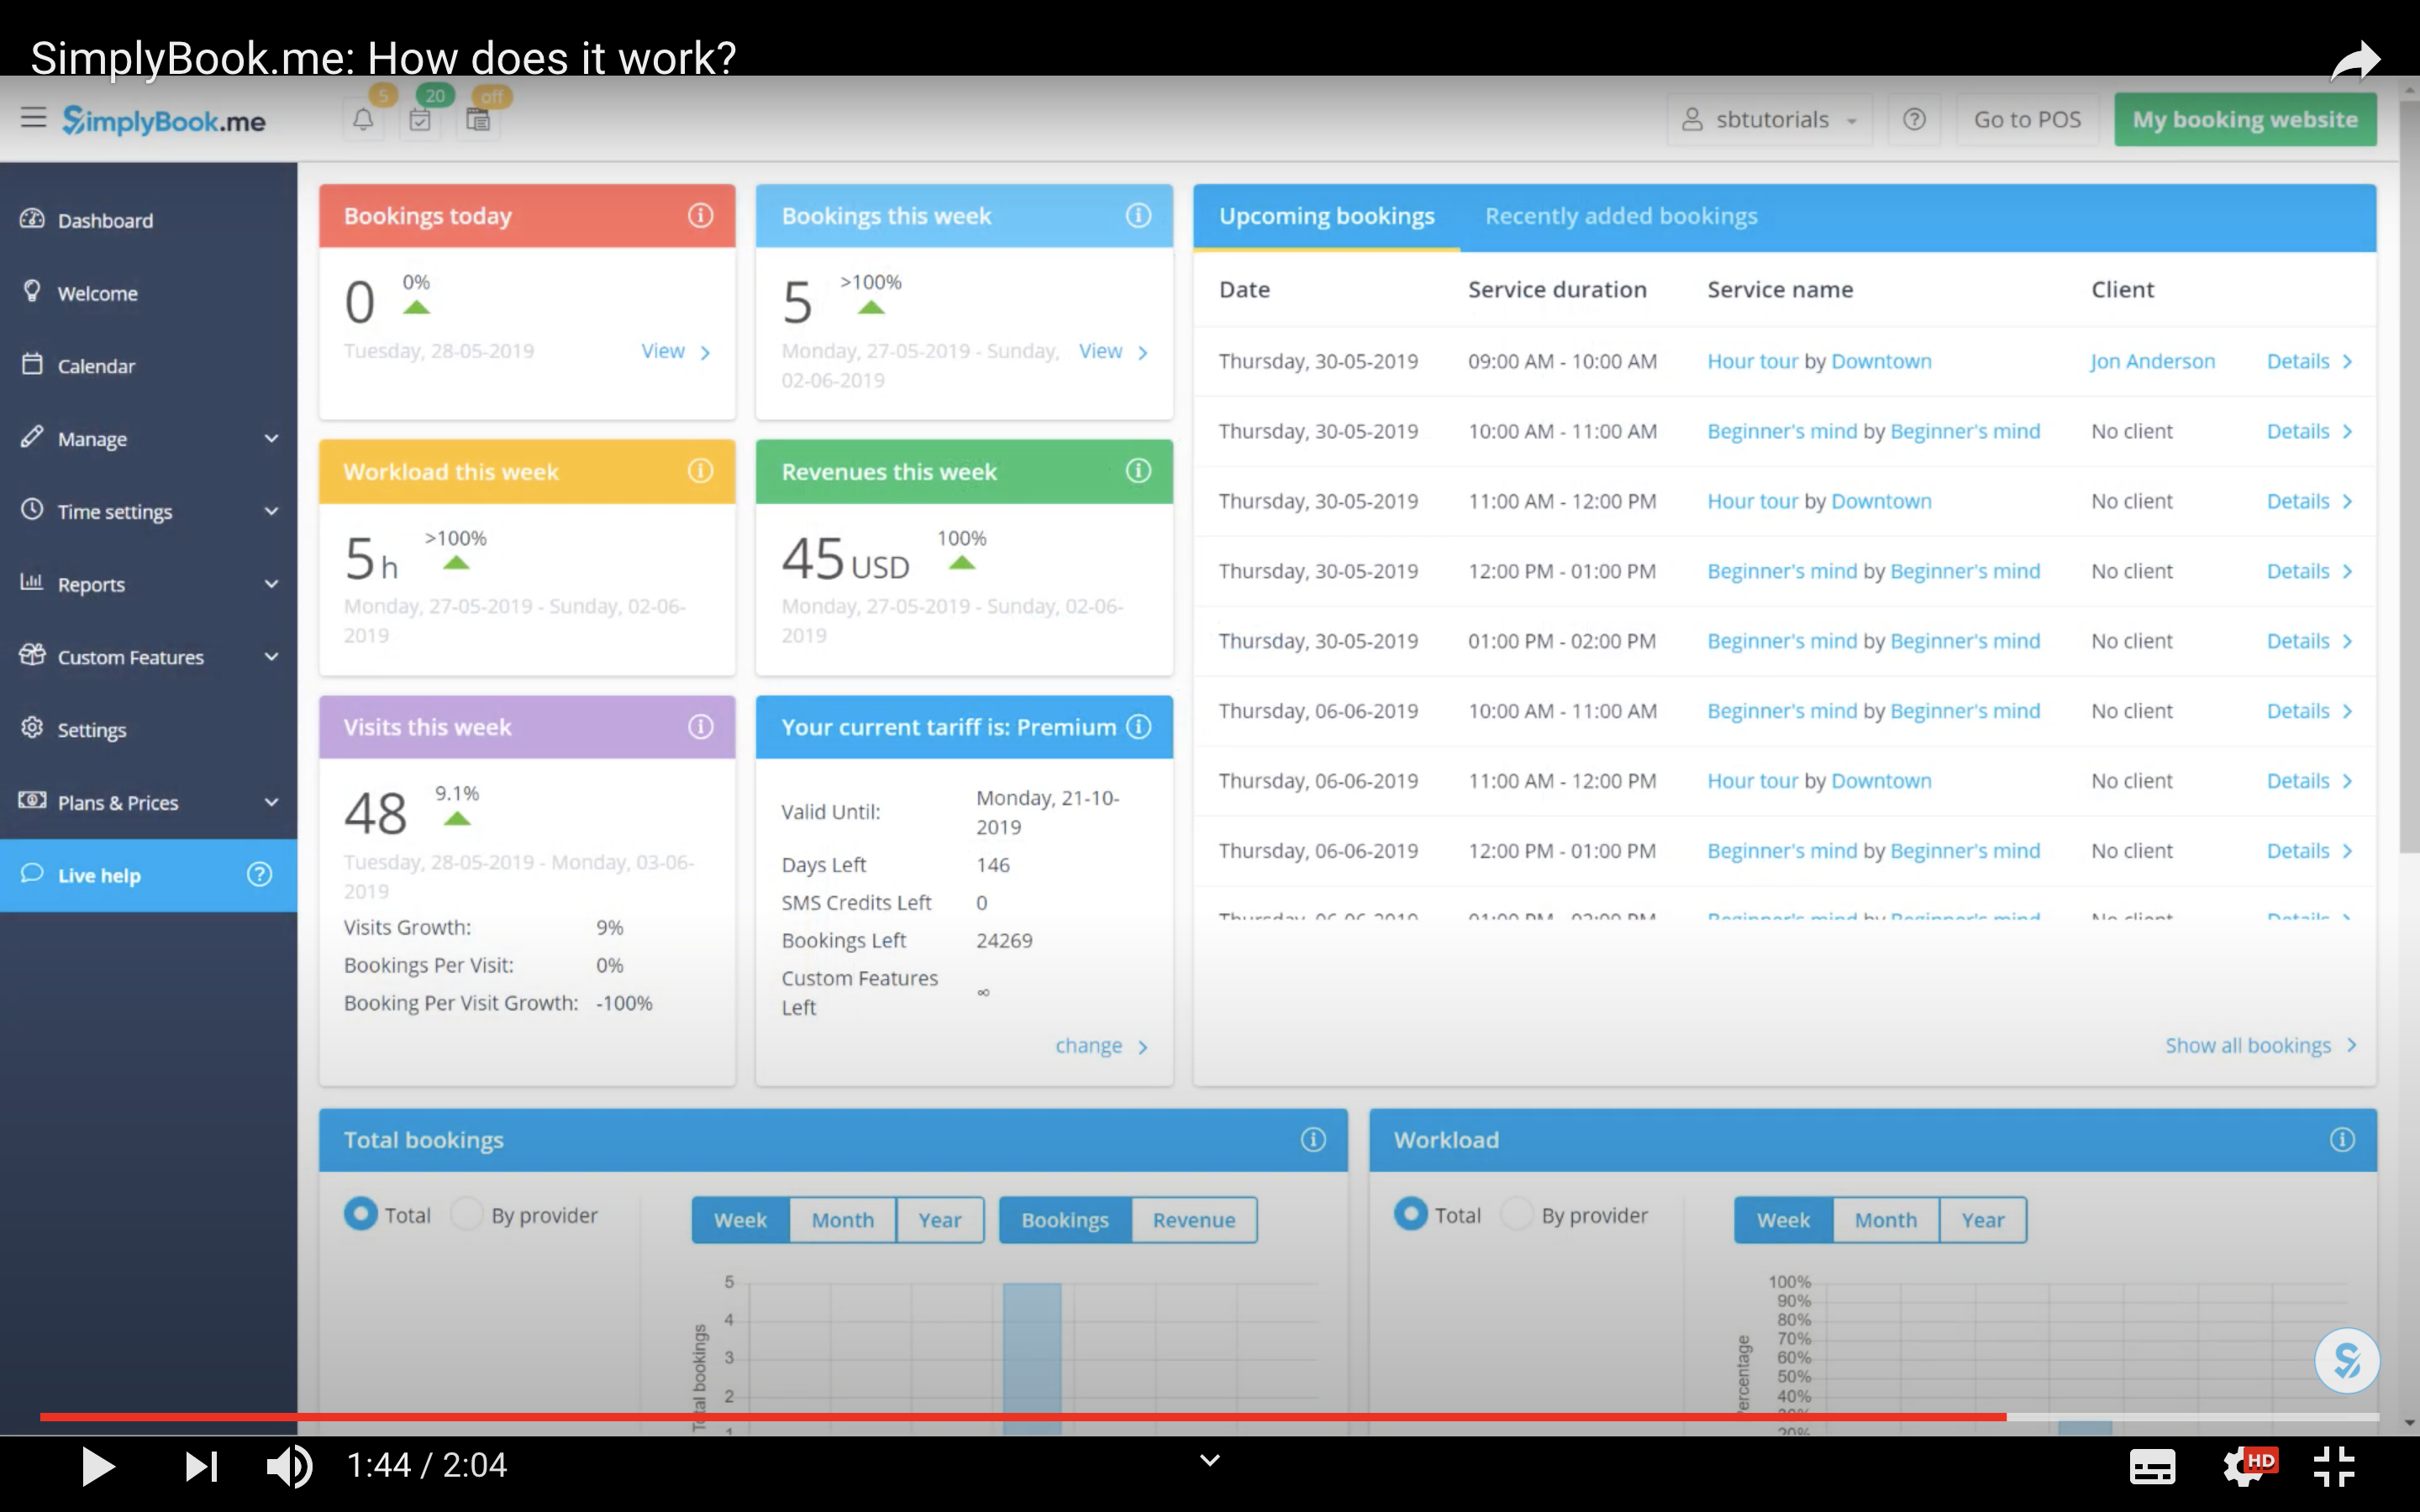 SimplyBook.me: How does it work?
SimplyBook.me
5
20
off
sbtutorials
Go to POS
My booking website
Dashboard
Welcome
Calendar
Manage
Time settings
Reports
Custom Features
Settings
Plans & Prices
Live help
Bookings today
0
0%
Tuesday, 28-05-2019
View
Bookings this week
5
>100%
Monday, 27-05-2019 - Sunday,
02-06-2019
View
Workload this week
5 h
>100%
Monday, 27-05-2019 - Sunday, 02-06-
2019
Revenues this week
45 USD
100%
Monday, 27-05-2019 - Sunday, 02-06-
2019
Visits this week
48
9.1%
Tuesday, 28-05-2019 - Monday, 03-06-
2019
Visits Growth: 9%
Bookings Per Visit: 0%
Booking Per Visit Growth: -100%
Your current tariff is: Premium
Valid Until: Monday, 21-10-
2019
Days Left 146
SMS Credits Left 0
Bookings Left 24269
Custom Features
Left ∞
change
Upcoming bookings Recently added bookings
Date Service duration Service name Client
Thursday, 30-05-2019 09:00 AM - 10:00 AM Hour tour by Downtown Jon Anderson Details
Thursday, 30-05-2019 10:00 AM - 11:00 AM Beginner's mind by Beginner's mind No client Details
Thursday, 30-05-2019 11:00 AM - 12:00 PM Hour tour by Downtown No client Details
Thursday, 30-05-2019 12:00 PM - 01:00 PM Beginner's mind by Beginner's mind No client Details
Thursday, 30-05-2019 01:00 PM - 02:00 PM Beginner's mind by Beginner's mind No client Details
Thursday, 06-06-2019 10:00 AM - 11:00 AM Beginner's mind by Beginner's mind No client Details
Thursday, 06-06-2019 11:00 AM - 12:00 PM Hour tour by Downtown No client Details
Thursday, 06-06-2019 12:00 PM - 01:00 PM Beginner's mind by Beginner's mind No client Details
Thursday, 06-06-2019 01:00 PM - 02:00 PM Beginner's mind by Beginner's mind No client Details
Show all bookings
Total bookings
Total By provider
Week Month Year
Bookings Revenue
5
4
3
2
Total bookings
Workload
Total By provider
Week Month Year
100%
90%
80%
70%
60%
50%
40%
20%
1:44 / 2:04
HD